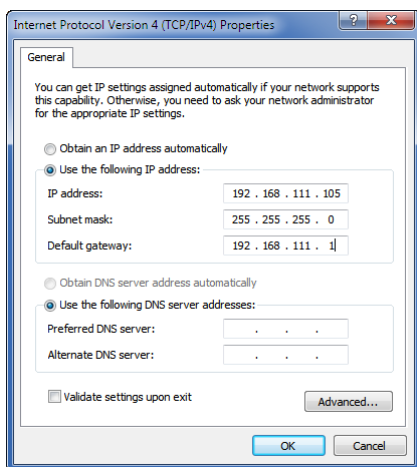 Internet Protocol Version 4 (TCP/IPv4) Properties
General
You can get IP settings assigned automatically if your network supports
this capability. Otherwise, you need to ask your network administrator
for the appropriate IP settings.
Obtain an IP address automatically
Use the following IP address:
IP address: 192 . 168 . 111 . 105
Subnet mask: 255 . 255 . 255 . 0
Default gateway: 192 . 168 . 111 . 1
Obtain DNS server address automatically
Use the following DNS server addresses:
Preferred DNS server: . . .
Alternate DNS server: . . .
Validate settings upon exit
Advanced...
OK Cancel